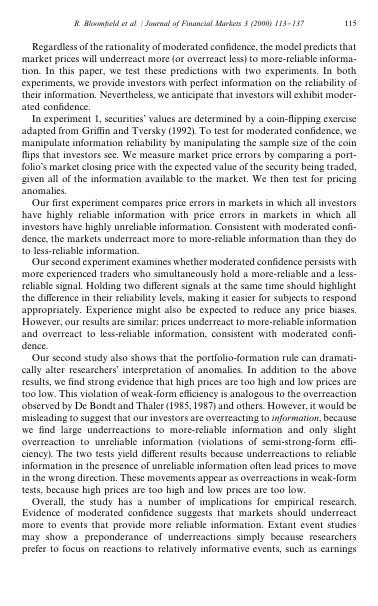 R. Bloomfield et al. / Journal of Financial Markets 3 (2000) 113–137 115
Regardless of the rationality of moderated confidence, the model predicts that
market prices will underreact more (or overreact less) to more-reliable informa-
tion. In this paper, we test these predictions with two experiments. In both
experiments, we provide investors with perfect information on the reliability of
their information. Nevertheless, we anticipate that investors will exhibit moder-
ated confidence.
In experiment 1, securities' values are determined by a coin-flipping exercise
adapted from Griffin and Tversky (1992). To test for moderated confidence, we
manipulate information reliability by manipulating the sample size of the coin
flips that investors see. We measure market price errors by comparing a port-
folio's market closing price with the expected value of the security being traded,
given all of the information available to the market. We then test for pricing
anomalies.
Our first experiment compares price errors in markets in which all investors
have highly reliable information with price errors in markets in which all
investors have highly unreliable information. Consistent with moderated confi-
dence, the markets underreact more to more-reliable information than they do
to less-reliable information.
Our second experiment examines whether moderated confidence persists with
more experienced traders who simultaneously hold a more-reliable and a less-
reliable signal. Holding two different signals at the same time should highlight
the difference in their reliability levels, making it easier for subjects to respond
appropriately. Experience might also be expected to reduce any price biases.
However, our results are similar: prices underreact to more-reliable information
and overreact to less-reliable information, consistent with moderated confi-
dence.
Our second study also shows that the portfolio-formation rule can dramati-
cally alter researchers' interpretation of anomalies. In addition to the above
results, we find strong evidence that high prices are too high and low prices are
too low. This violation of weak-form efficiency is analogous to the overreaction
observed by De Bondt and Thaler (1985, 1987) and others. However, it would be
misleading to suggest that our investors are overreacting to information, because
we find large underreactions to more-reliable information and only slight
overreaction to unreliable information (violations of semi-strong-form effi-
ciency). The two tests yield different results because underreactions to reliable
information in the presence of unreliable information often lead prices to move
in the wrong direction. These movements appear as overreactions in weak-form
tests, because high prices are too high and low prices are too low.
Overall, the study has a number of implications for empirical research.
Evidence of moderated confidence suggests that markets should underreact
more to events that provide more reliable information. Extant event studies
may show a preponderance of underreactions simply because researchers
prefer to focus on reactions to relatively informative events, such as earnings